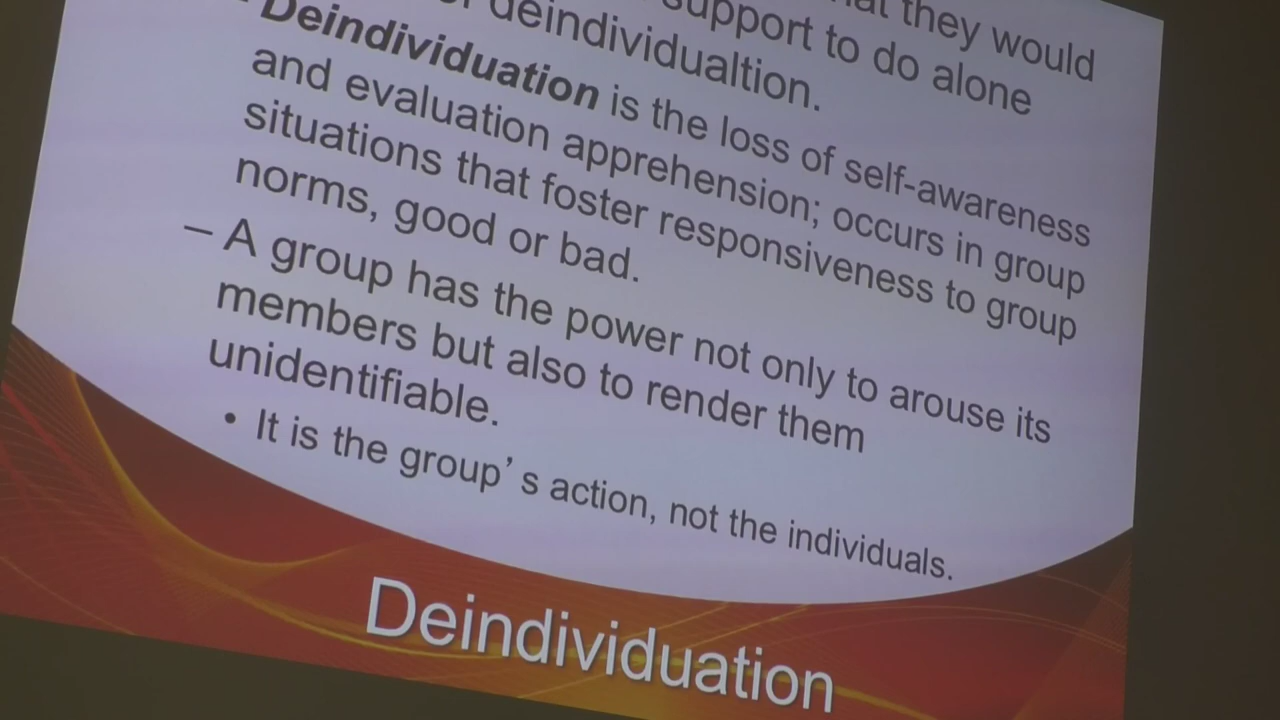 they would
support to do alone
deindividualtion.
Deindividuation is the loss of self-awareness
and evaluation apprehension; occurs in group
situations that foster responsiveness to group
norms, good or bad.
– A group has the power not only to arouse its
members but also to render them
unidentifiable.
• It is the group’s action, not the individuals.
Deindividuation